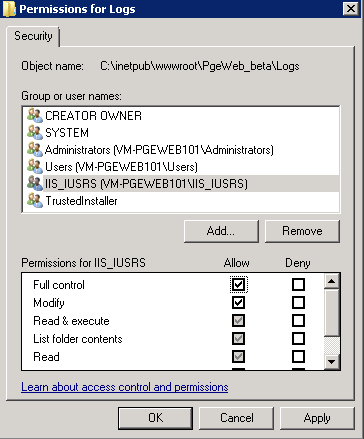 Permissions for Logs
Security
Object name: C:\inetpub\wwwroot\PgeWeb_beta\Logs
Group or user names:
CREATOR OWNER
SYSTEM
Administrators (VM-PGEWEB101\Administrators)
Users (VM-PGEWEB101\Users)
IIS_IUSRS (VM-PGEWEB101\IIS_IUSRS)
TrustedInstaller
Add... Remove
Permissions for IIS_IUSRS Allow Deny
Full control
Modify
Read & execute
List folder contents
Read
Learn about access control and permissions
OK Cancel Apply